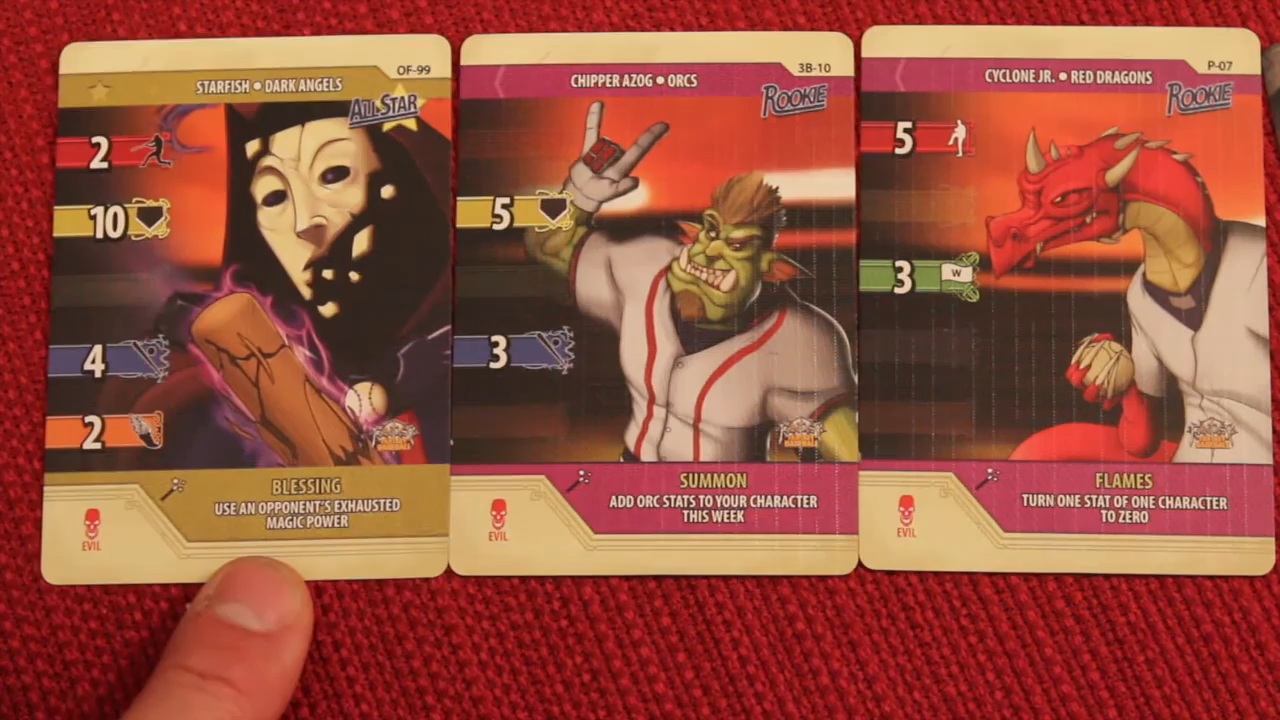 OF-99
STARFISH • DARK ANGELS
ALL STAR
2
10
4
2
BLESSING
USE AN OPPONENT'S EXHAUSTED
MAGIC POWER
EVIL
3B-10
CHIPPER AZOG • ORCS
ROOKIE
5
3
SUMMON
ADD ORC STATS TO YOUR CHARACTER
THIS WEEK
EVIL
P-07
CYCLONE JR. • RED DRAGONS
ROOKIE
5
3 W
FLAMES
TURN ONE STAT OF ONE CHARACTER
TO ZERO
EVIL